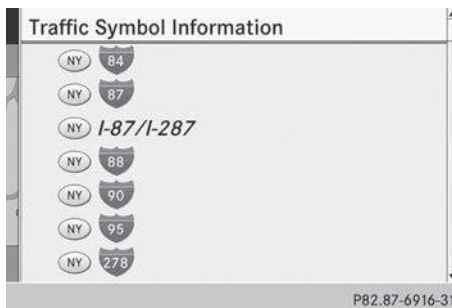 Traffic Symbol Information
NY 84
NY 87
NY I-87/I-287
NY 88
NY 90
NY 95
NY 278
P82.87-6916-31